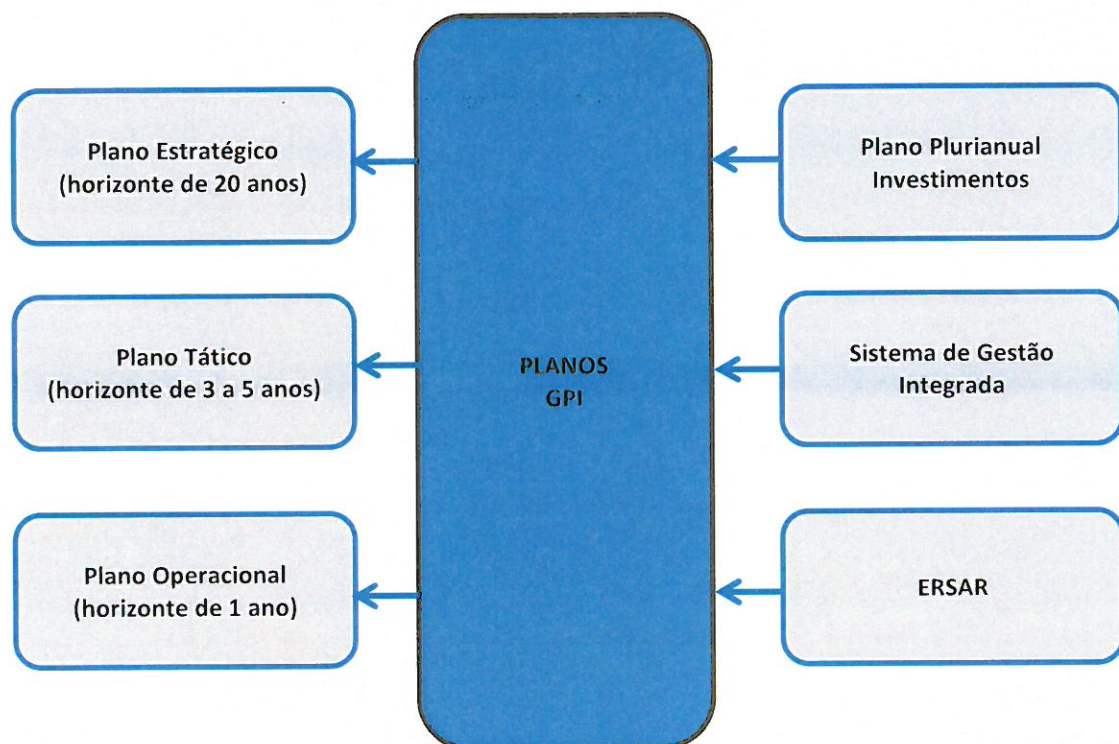 Plano Estratégico
(horizonte de 20 anos)
Plano Tático
(horizonte de 3 a 5 anos)
Plano Operacional
(horizonte de 1 ano)
PLANOS
GPI
Plano Plurianual
Investimentos
Sistema de Gestão
Integrada
ERSAR